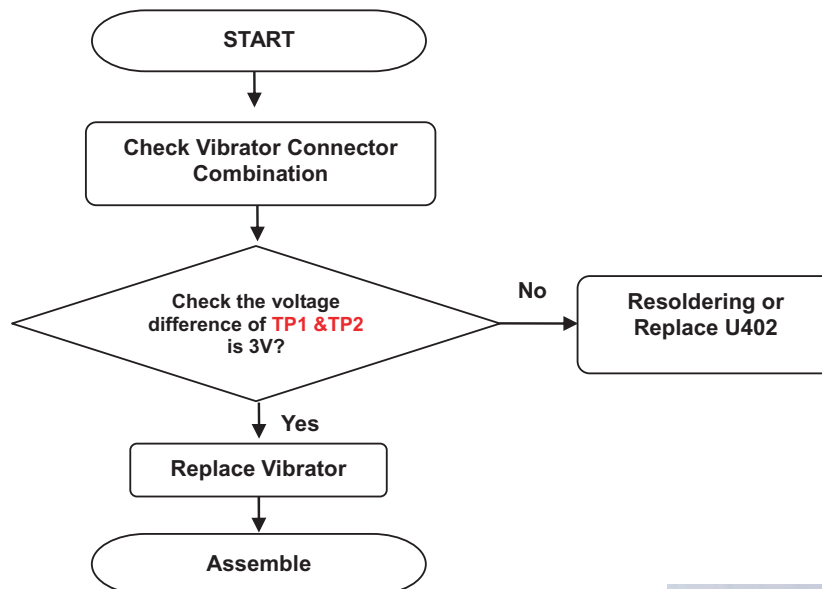 START
Check Vibrator Connector
Combination
Check the voltage
difference of TP1 &TP2
is 3V?
No
Resoldering or
Replace U402
Yes
Replace Vibrator
Assemble